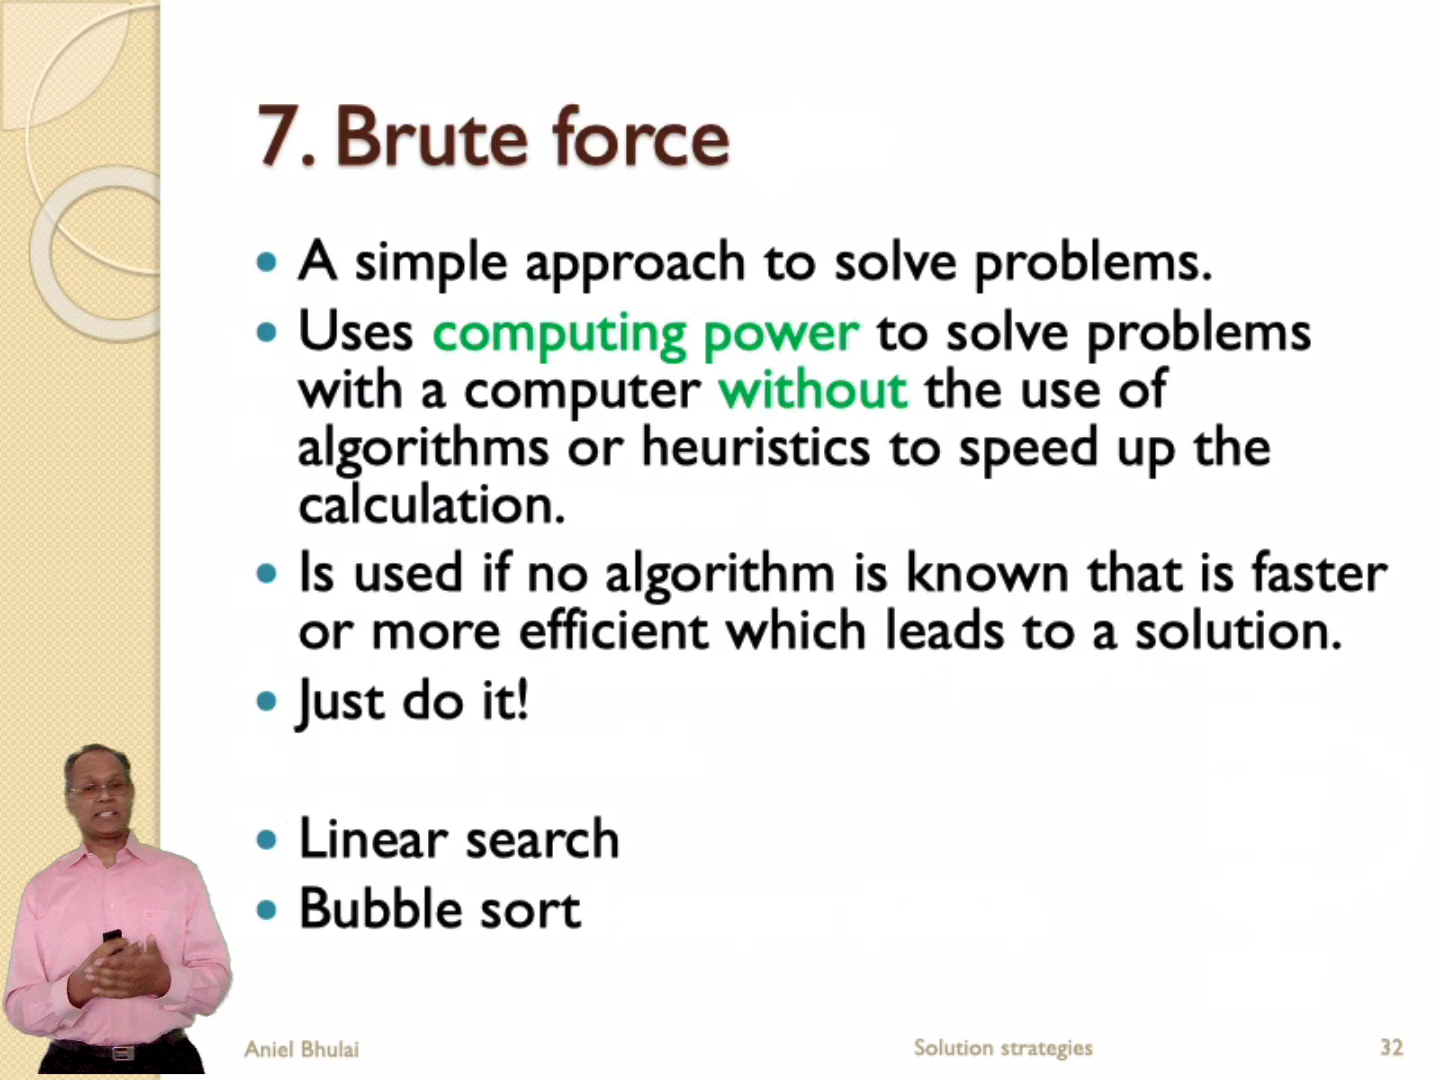 7. Brute force
• A simple approach to solve problems.
• Uses computing power to solve problems
with a computer without the use of
algorithms or heuristics to speed up the
calculation.
• Is used if no algorithm is known that is faster
or more efficient which leads to a solution.
• Just do it!
• Linear search
• Bubble sort
Aniel Bhulai
Solution strategies
32